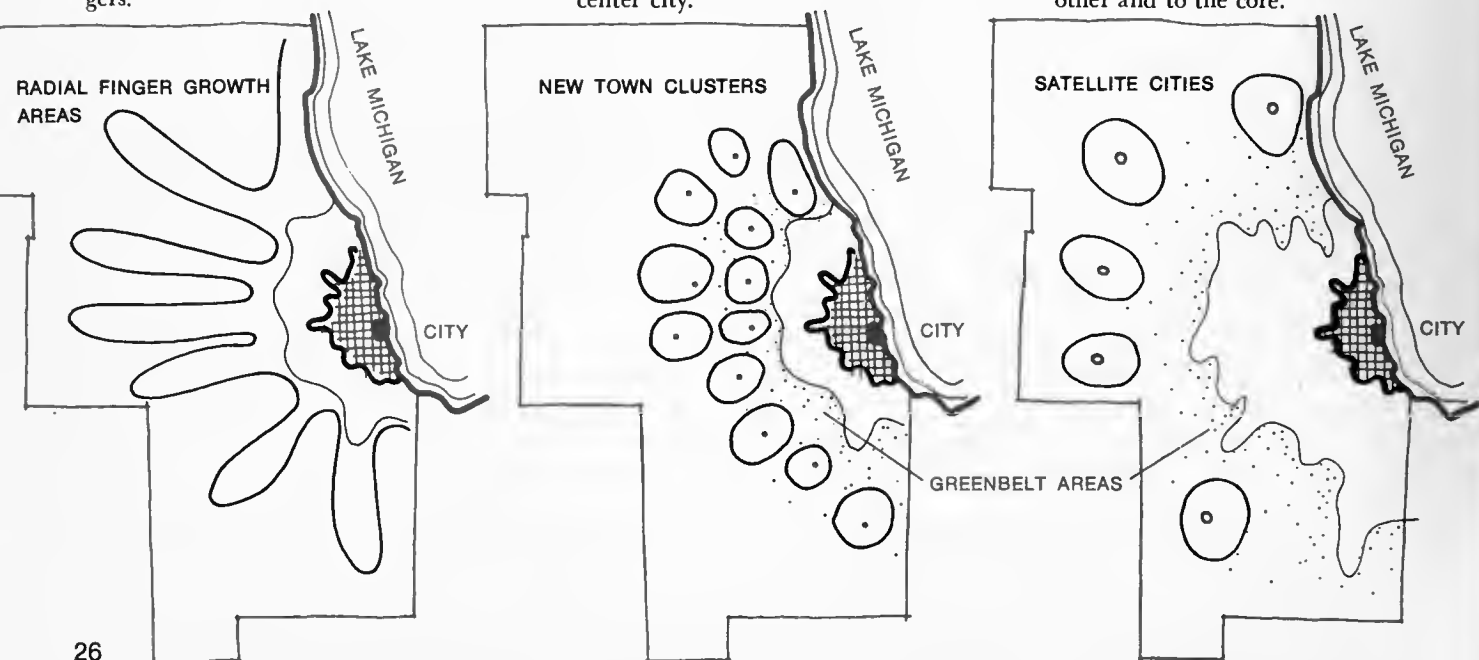 gers.
center city.
other and to the core.
RADIAL FINGER GROWTH
AREAS
LAKE MICHIGAN
CITY
NEW TOWN CLUSTERS
LAKE MICHIGAN
CITY
SATELLITE CITIES
LAKE MICHIGAN
CITY
GREENBELT AREAS
26